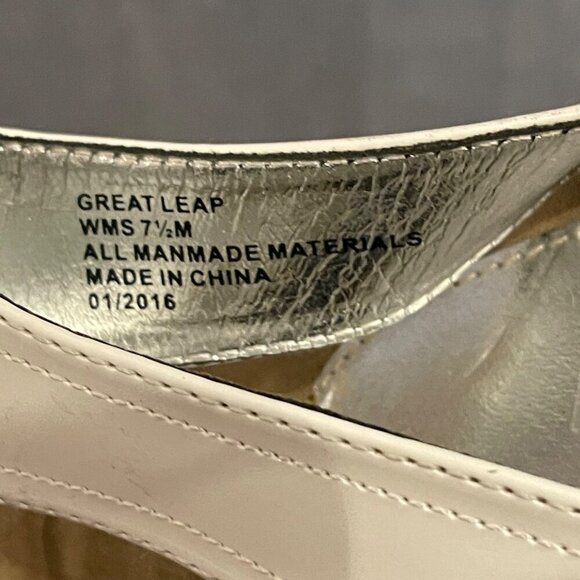 GREAT LEAP
WMS 7½M
ALL MANMADE MATERIALS
MADE IN CHINA
01/2016